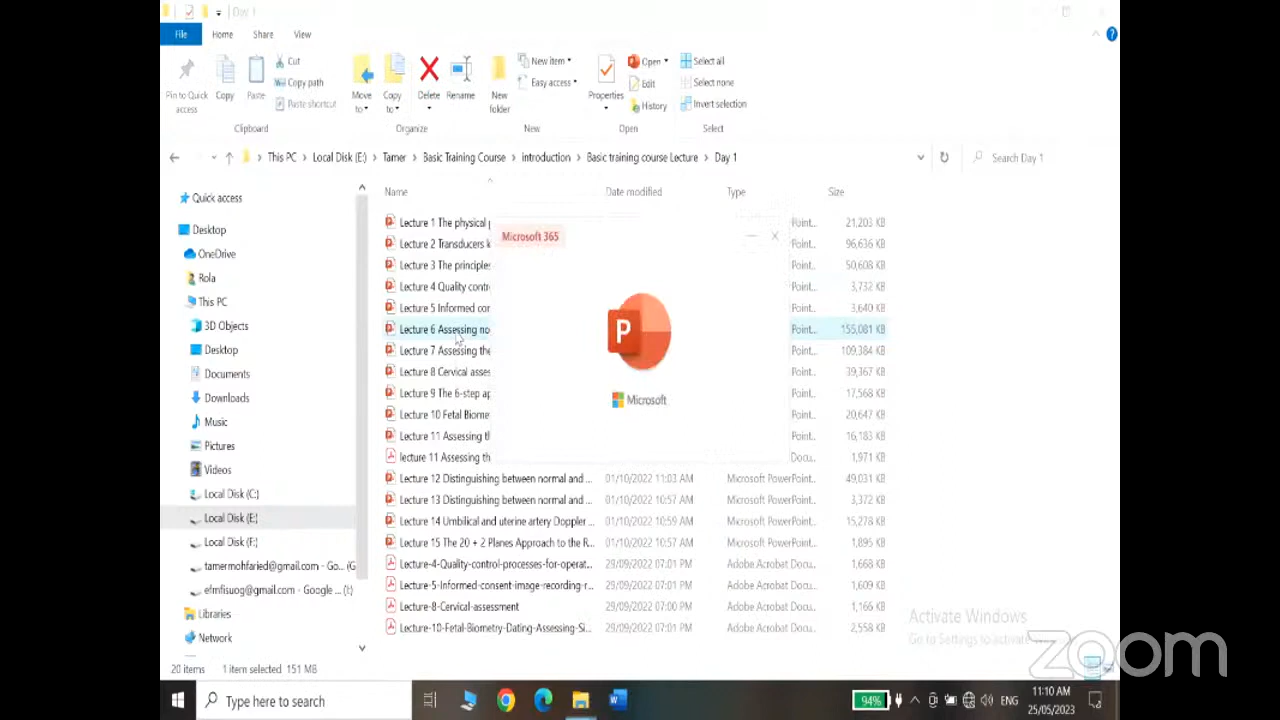 Day 1
File Home Share View
Pin to Quick access
Copy
Paste
Cut
Copy path
Paste shortcut
Clipboard
Move to
Copy to
Delete
Rename
Organize
New folder
New item
Easy access
New
Properties
Open
Edit
History
Open
Select all
Select none
Invert selection
Select
This PC > Local Disk (E:) > Tamer > Basic Training Course > introduction > Basic training course Lecture > Day 1
Search Day 1
Name Date modified Type Size
Quick access
Desktop
OneDrive
Rola
This PC
3D Objects
Desktop
Documents
Downloads
Music
Pictures
Videos
Local Disk (C:)
Local Disk (E:)
Local Disk (F:)
tamermohfaried@gmail.com - Go... (G
efmfisuog@gmail.com - Google ... (I:)
Libraries
Network
Lecture 1 The physical Point... 21,203 KB
Lecture 2 Transducers Point... 96,636 KB
Lecture 3 The principles Point... 50,608 KB
Lecture 4 Quality contr Point... 3,732 KB
Lecture 5 Informed cor Point... 3,640 KB
Lecture 6 Assessing no Point... 155,081 KB
Lecture 7 Assessing the Point... 109,384 KB
Lecture 8 Cervical asses Point... 39,367 KB
Lecture 9 The 6-step ap Point... 17,568 KB
Lecture 10 Fetal Biome Point... 20,647 KB
Lecture 11 Assessing Point... 16,183 KB
lecture 11 Assessing Docu... 1,971 KB
Lecture 12 Distinguishing between normal and ... 01/10/2022 11:03 AM Microsoft PowerPoint... 49,031 KB
Lecture 13 Distinguishing between normal and ... 01/10/2022 10:57 AM Microsoft PowerPoint... 3,372 KB
Lecture 14 Umbilical and uterine artery Doppler ... 01/10/2022 10:59 AM Microsoft PowerPoint... 15,278 KB
Lecture 15 The 20 + 2 Planes Approach to the R... 01/10/2022 10:57 AM Microsoft PowerPoint... 1,895 KB
Lecture-4-Quality-control-processes-for-operat... 29/09/2022 07:01 PM Adobe Acrobat Docu... 1,668 KB
Lecture-5-Informed-consent-image-recording-r... 29/09/2022 07:01 PM Adobe Acrobat Docu... 1,609 KB
Lecture-8-Cervical-assessment 29/09/2022 07:00 PM Adobe Acrobat Docu... 1,166 KB
Lecture-10-Fetal-Biometry-Dating-Assessing-Si... 29/09/2022 07:01 PM Adobe Acrobat Docu... 2,558 KB
Microsoft 365
P
Microsoft
Activate Windows
Go to Settings to activate
zoom
20 items 1 item selected 151 MB
Type here to search
W
94%
ENG
11:10 AM
25/05/2023